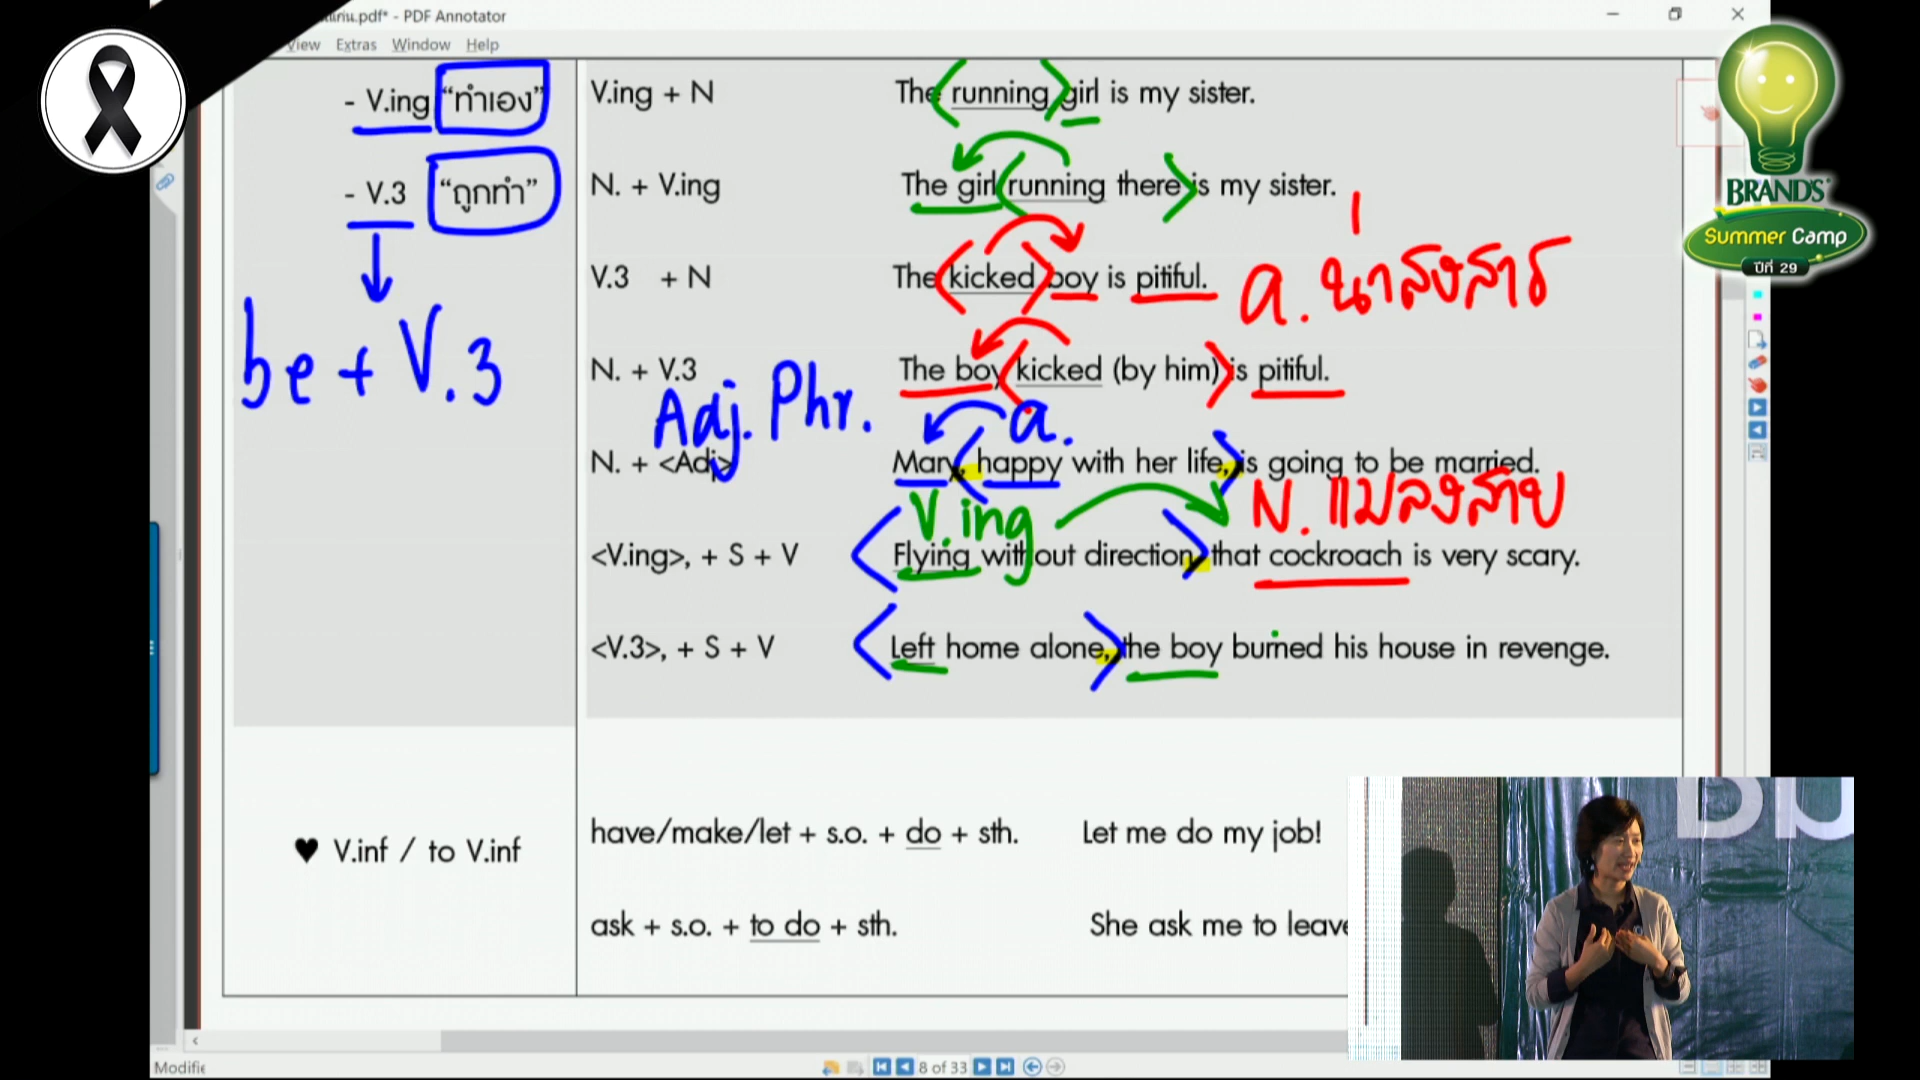 .pdf* - PDF Annotator
View Extras Window Help
- V.ing "ทำเอง" V.ing + N The running girl is my sister.
- V.3 "ถูกทำ" N. + V.ing The girl running there is my sister.
V.3 + N The kicked boy is pitiful. a. น่าสงสาร
be + V.3
N. + V.3 The boy kicked (by him) is pitiful.
Adj. Phr. a.
N. + <Adj> Mary, happy with her life, is going to be married.
V.ing N. แมลงสาบ
<V.ing>, + S + V Flying without direction, that cockroach is very scary.
<V.3>, + S + V Left home alone, the boy burned his house in revenge.
♥ V.inf / to V.inf
have/make/let + s.o. + do + sth. Let me do my job!
ask + s.o. + to do + sth. She ask me to leave
8 of 33
BRAND'S
Summer Camp
ปีที่ 29